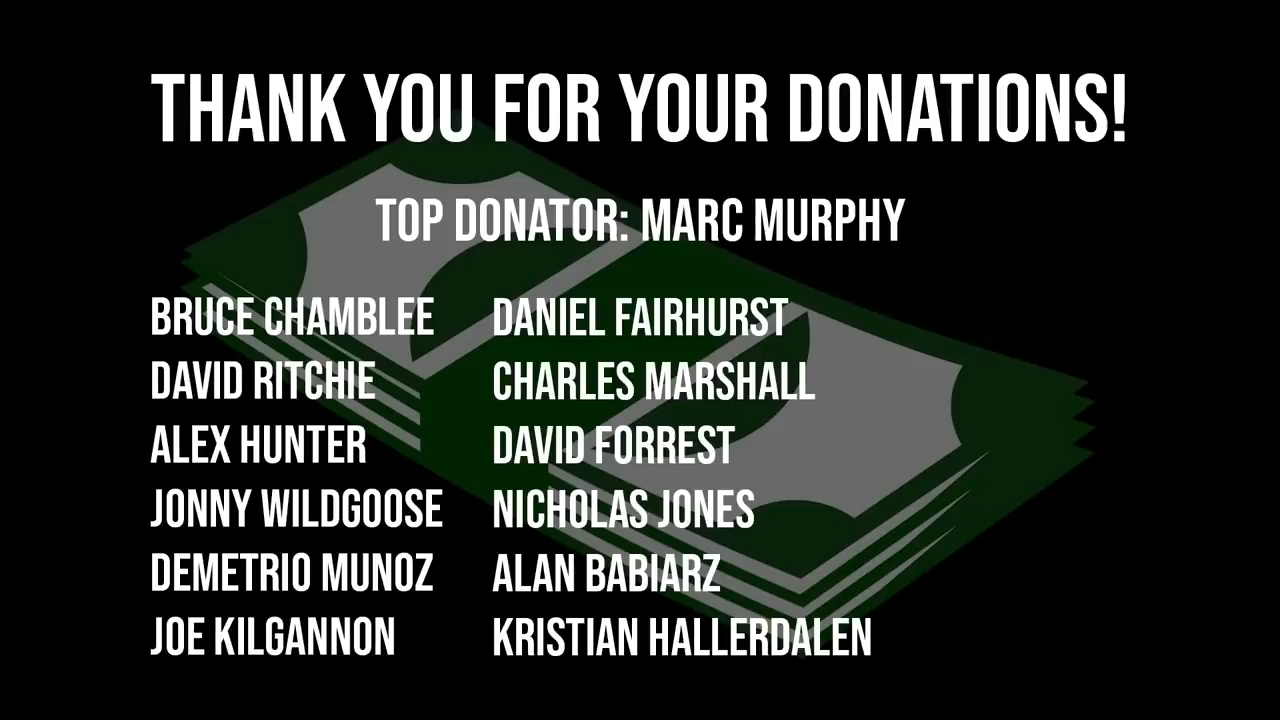 THANK YOU FOR YOUR DONATIONS!
TOP DONATOR: MARC MURPHY
BRUCE CHAMBLEE
DAVID RITCHIE
ALEX HUNTER
JONNY WILDGOOSE
DEMETRIO MUNOZ
JOE KILGANNON
DANIEL FAIRHURST
CHARLES MARSHALL
DAVID FORREST
NICHOLAS JONES
ALAN BABIARZ
KRISTIAN HALLERDALEN